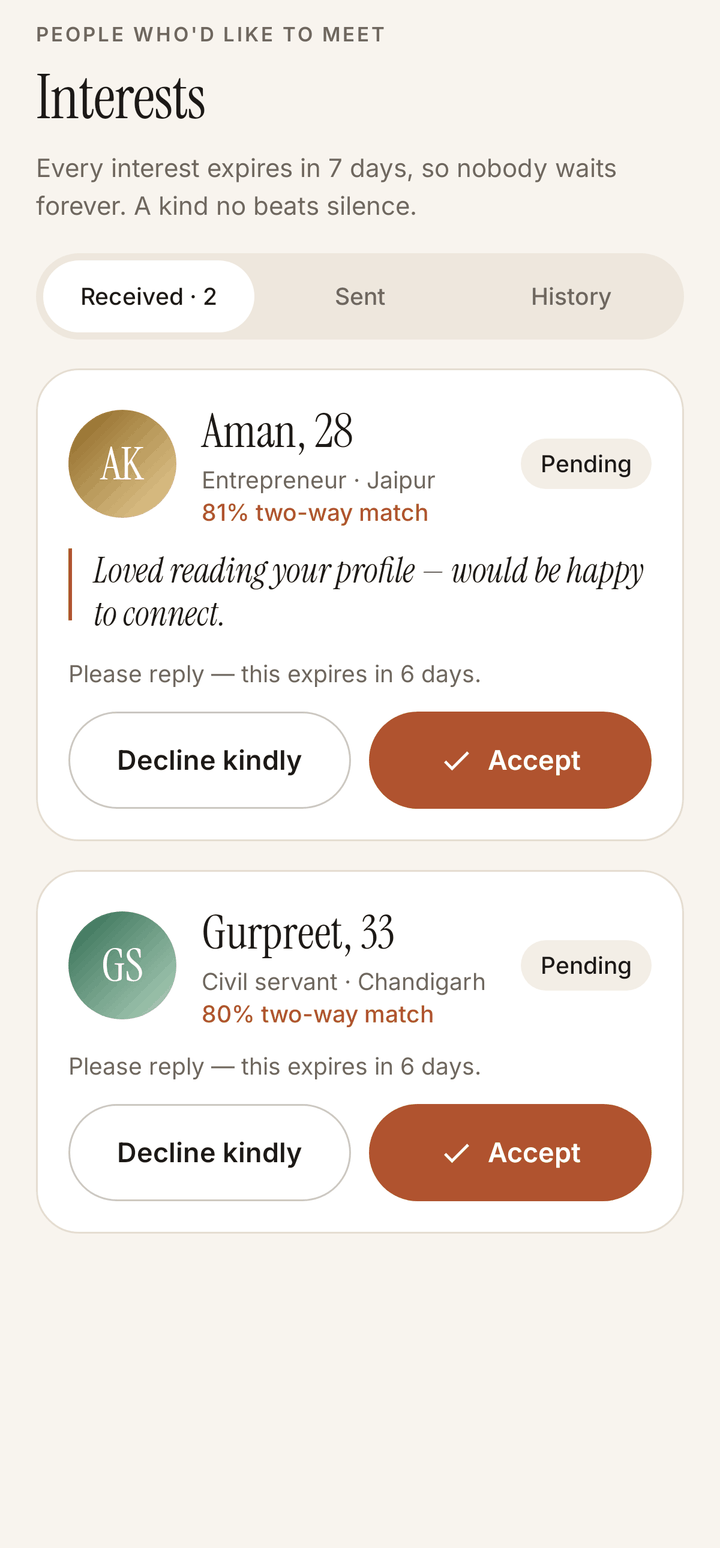 PEOPLE WHO'D LIKE TO MEET
Interests
Every interest expires in 7 days, so nobody waits
forever. A kind no beats silence.
Received · 2
Sent
History
AK
Aman, 28
Entrepreneur · Jaipur
81% two-way match
Pending
Loved reading your profile — would be happy
to connect.
Please reply — this expires in 6 days.
Decline kindly
Accept
GS
Gurpreet, 33
Civil servant · Chandigarh
80% two-way match
Pending
Please reply — this expires in 6 days.
Decline kindly
Accept